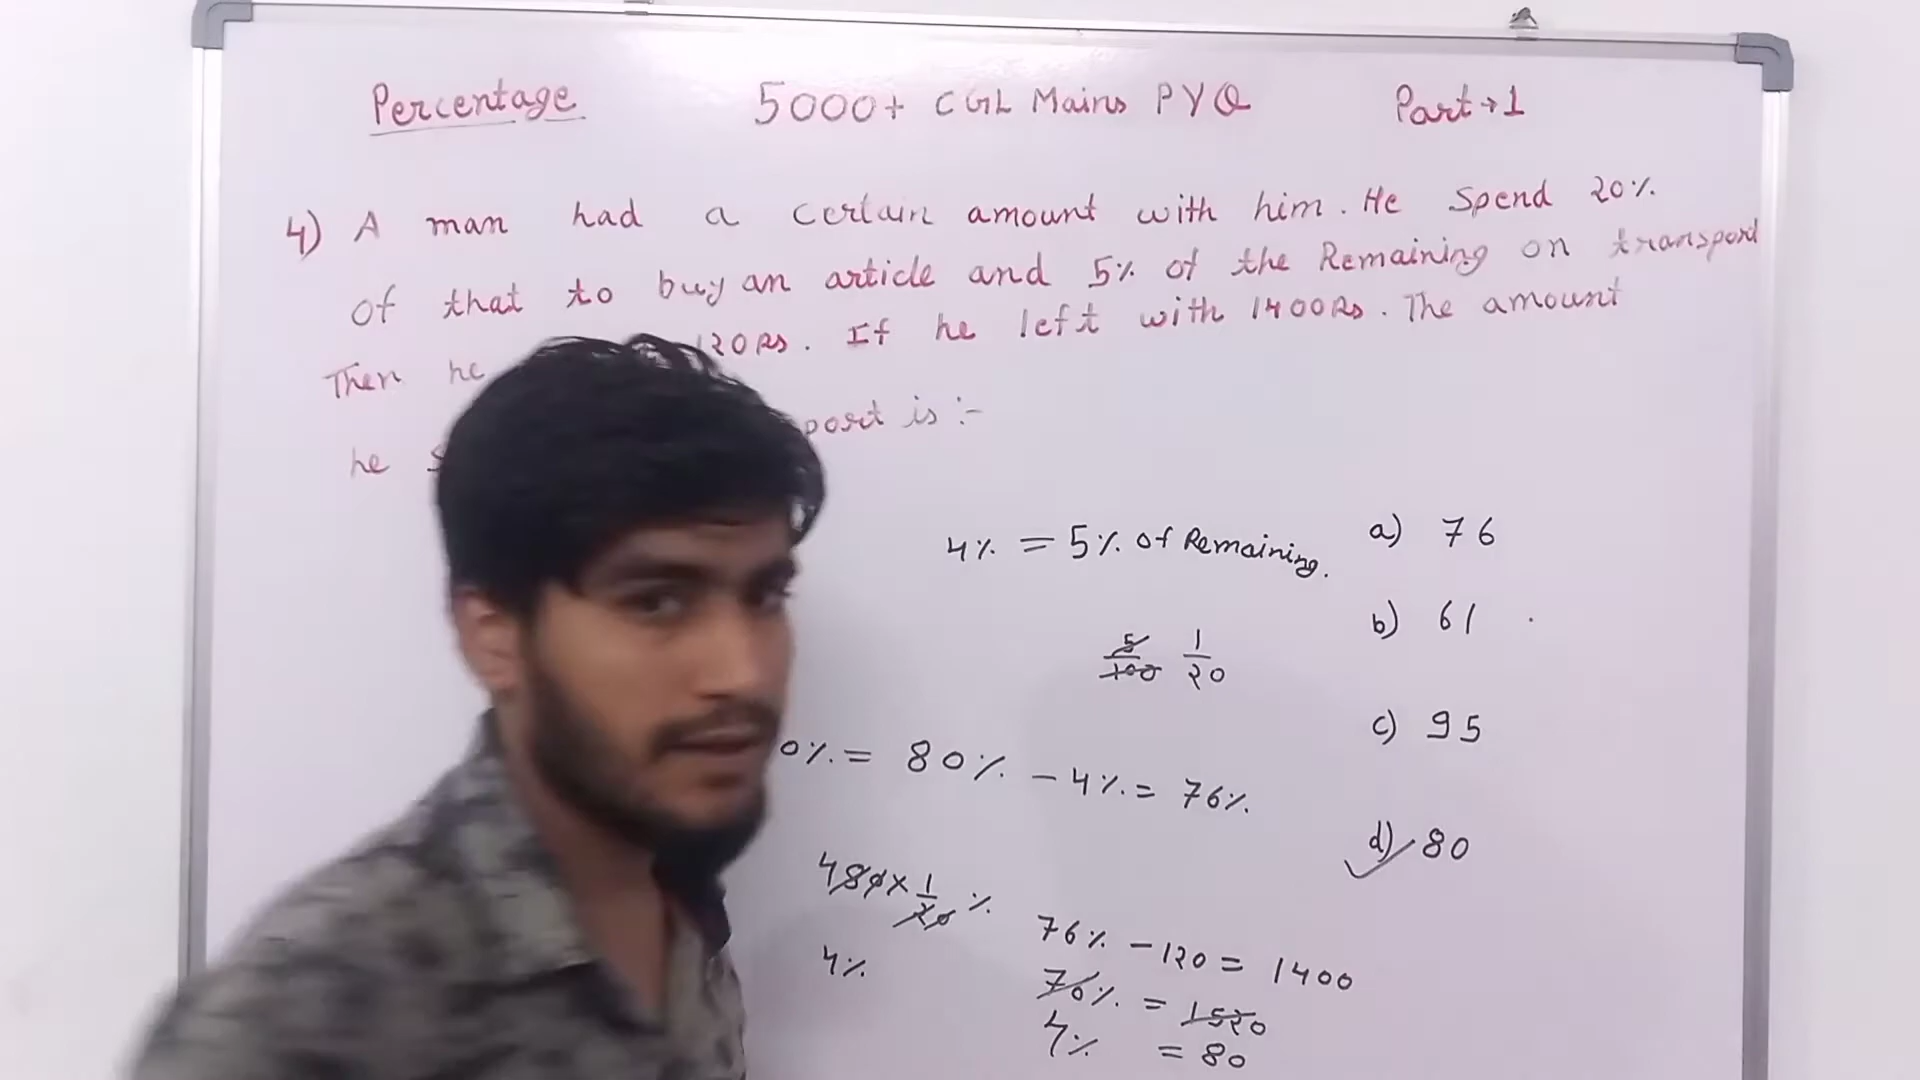 Percentage 5000+ CGL Mains PYQ Part→1
4) A man had a certain amount with him. He spend 20%
of that to buy an article and 5% of the Remaining on transport
Then he 120Rs. If he left with 1400Rs. The amount
he port is :-
4% = 5% of Remaining.
a) 76
b) 61
5/100 1/20
c) 95
0% = 80% - 4% = 76%.
d) 80
480 x 1/20 %
4%
76% - 120 = 1400
76% = 1520
4% = 80